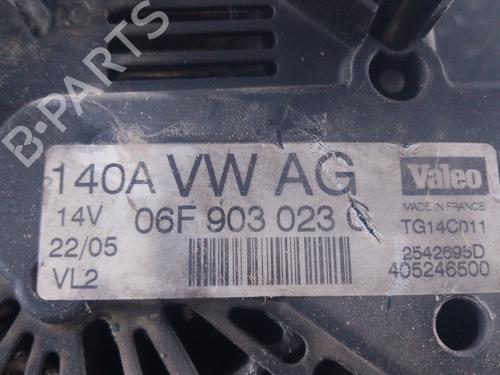 B-PARTS
140A VW AG
Valeo
MADE IN FRANCE
14V 06F 903 023 C
TG14C011
22/05
2542695D
VL2
405246500